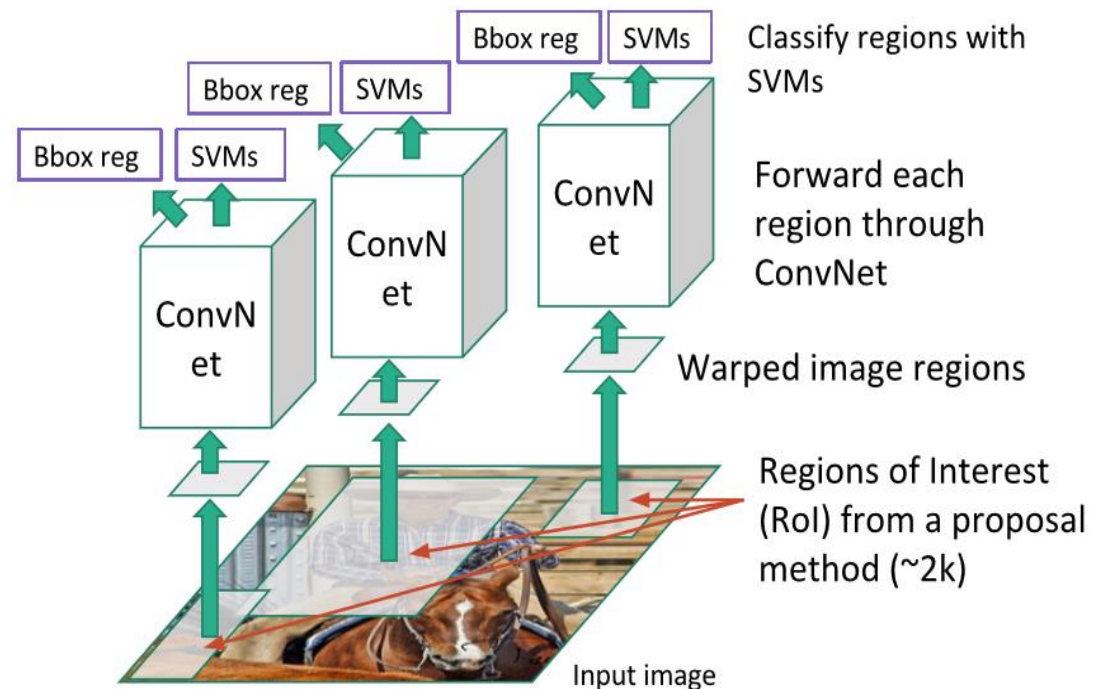 Bbox reg
SVMs
Classify regions with
SVMs
Bbox reg
SVMs
Bbox reg
SVMs
ConvN
et
Forward each
region through
ConvNet
ConvN
et
ConvN
et
Warped image regions
Regions of Interest
(RoI) from a proposal
method (~2k)
Input image